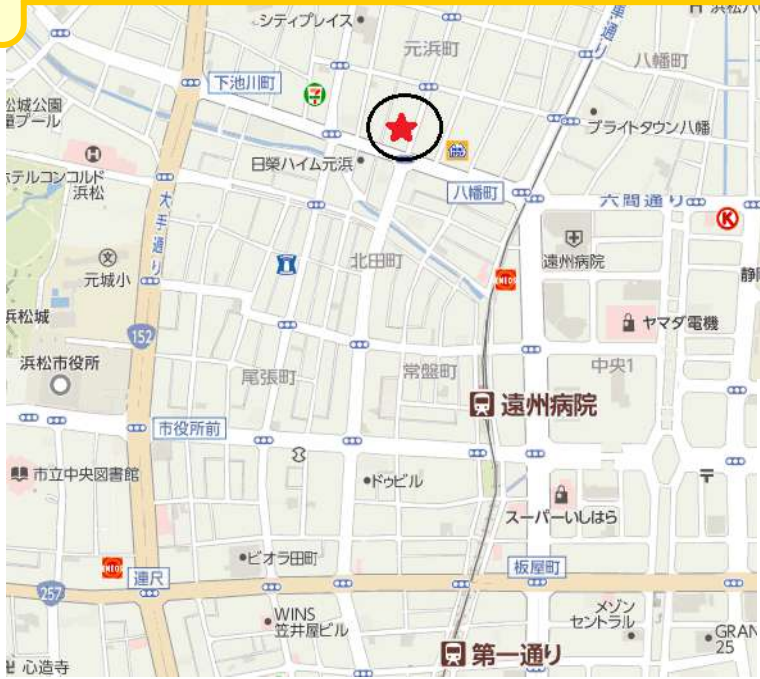 シティプレイス
元浜町
八幡町
下池川町
松城公園
童プール
ブライトタウン八幡
ホテルコンコルド
浜松
日榮ハイム元浜
八幡町
六間通り
大手通り
K
元城小
北田町
遠州病院
ENEOS
浜松城
152
ヤマダ電機
浜松市役所
尾張町
常盤町
中央1
遠州病院
市役所前
市立中央図書館
ドゥビル
スーパーいしはら
ENEOS
連尺
ビオラ田町
板屋町
257
WINS
笠井屋ビル
メゾン
セントラル
GRAN
25
心造寺
第一通り